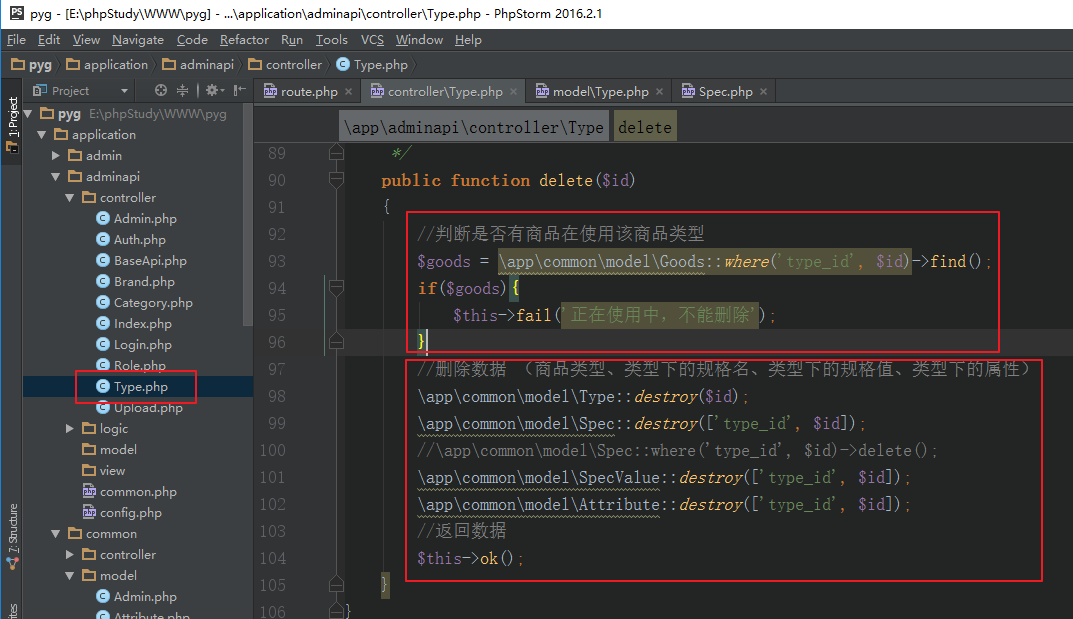 pyg - [E:\phpStudy\WWW\pyg] - ...\application\adminapi\controller\Type.php - PhpStorm 2016.2.1
File Edit View Navigate Code Refactor Run Tools VCS Window Help
pyg application adminapi controller Type.php
Project
route.php controller\Type.php model\Type.php Spec.php
1: Project
7: Structure
pyg E:\phpStudy\WWW\pyg
application
admin
adminapi
controller
Admin.php
Auth.php
BaseApi.php
Brand.php
Category.php
Index.php
Login.php
Role.php
Type.php
Upload.php
logic
model
view
common.php
config.php
common
controller
model
Admin.php
Attribute.php
\app\adminapi\controller\Type delete
89 */
90 public function delete($id)
91 {
92 //判断是否有商品在使用该商品类型
93 $goods = \app\common\model\Goods::where('type_id', $id)->find();
94 if($goods){
95 $this->fail('正在使用中，不能删除');
96 }
97 //删除数据 （商品类型、类型下的规格名、类型下的规格值、类型下的属性）
98 \app\common\model\Type::destroy($id);
99 \app\common\model\Spec::destroy(['type_id', $id]);
100 //\app\common\model\Spec::where('type_id', $id)->delete();
101 \app\common\model\SpecValue::destroy(['type_id', $id]);
102 \app\common\model\Attribute::destroy(['type_id', $id]);
103 //返回数据
104 $this->ok();
105 }
106 }